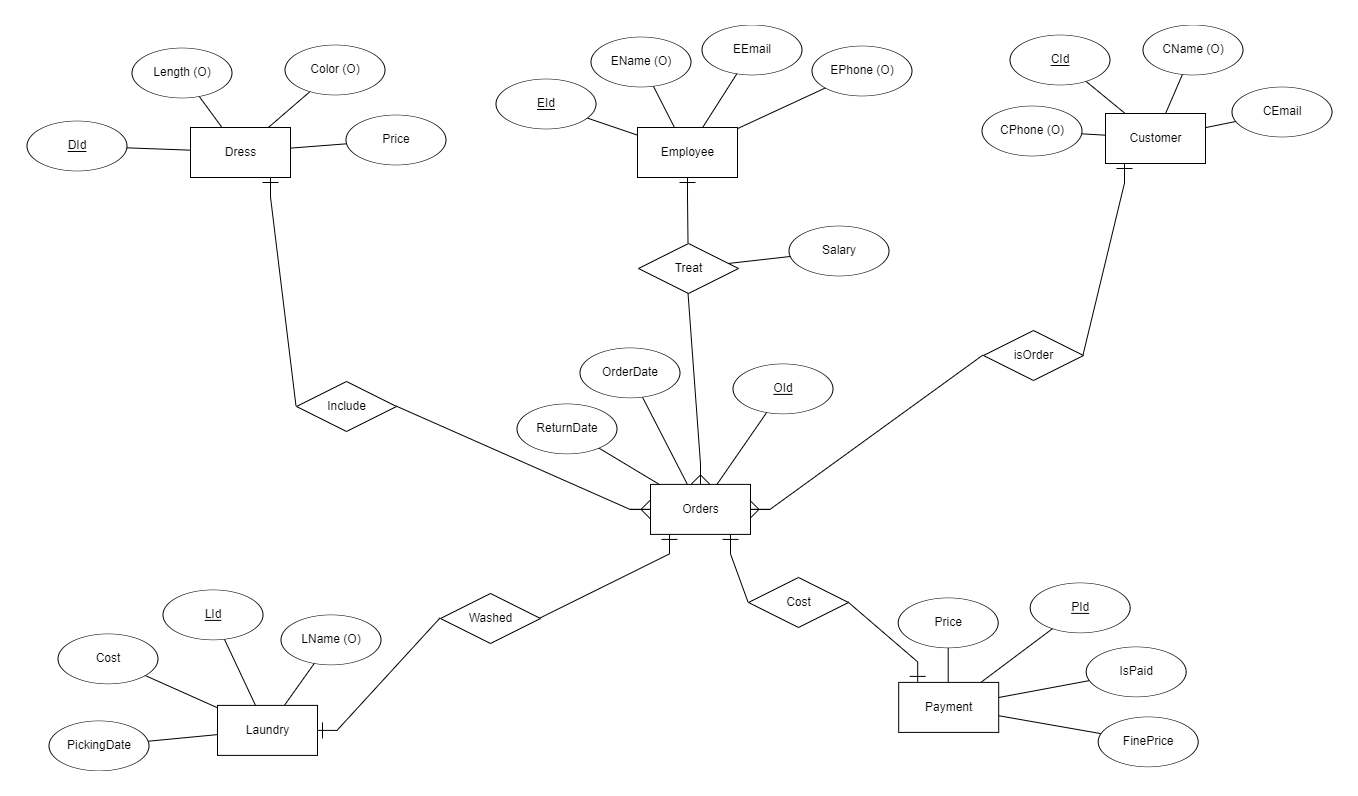 Length (O)
Color (O)
DId
Price
Dress
EName (O)
EEmail
EPhone (O)
EId
Employee
CId
CName (O)
CEmail
CPhone (O)
Customer
Treat
Salary
isOrder
Include
OrderDate
OId
ReturnDate
Orders
Washed
Cost
LId
LName (O)
Cost
PickingDate
Laundry
Price
PId
IsPaid
FinePrice
Payment